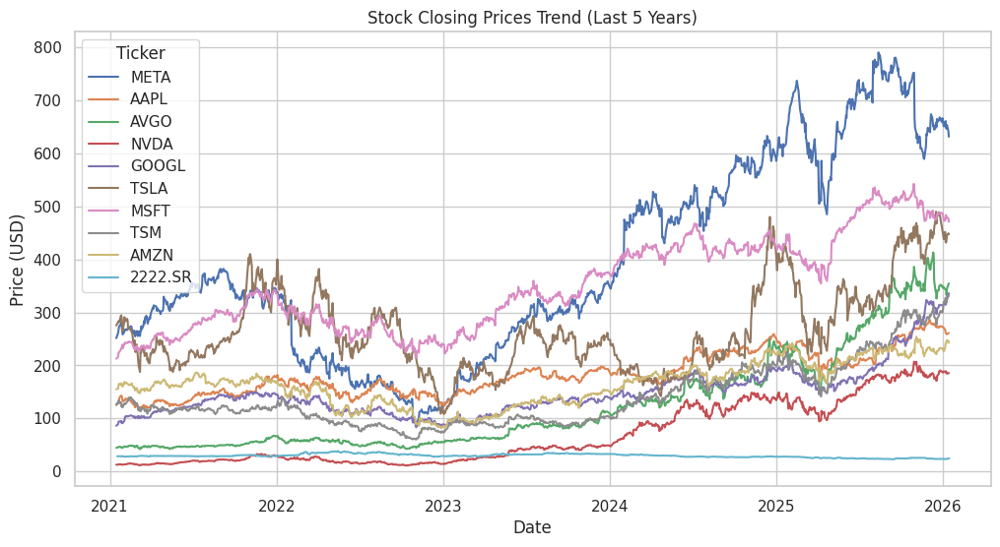 Stock Closing Prices Trend (Last 5 Years)
Ticker
META
AAPL
AVGO
NVDA
GOOGL
TSLA
MSFT
TSM
AMZN
2222.SR
Price (USD)
800
700
600
500
400
300
200
100
0
2021
2022
2023
2024
2025
2026
Date